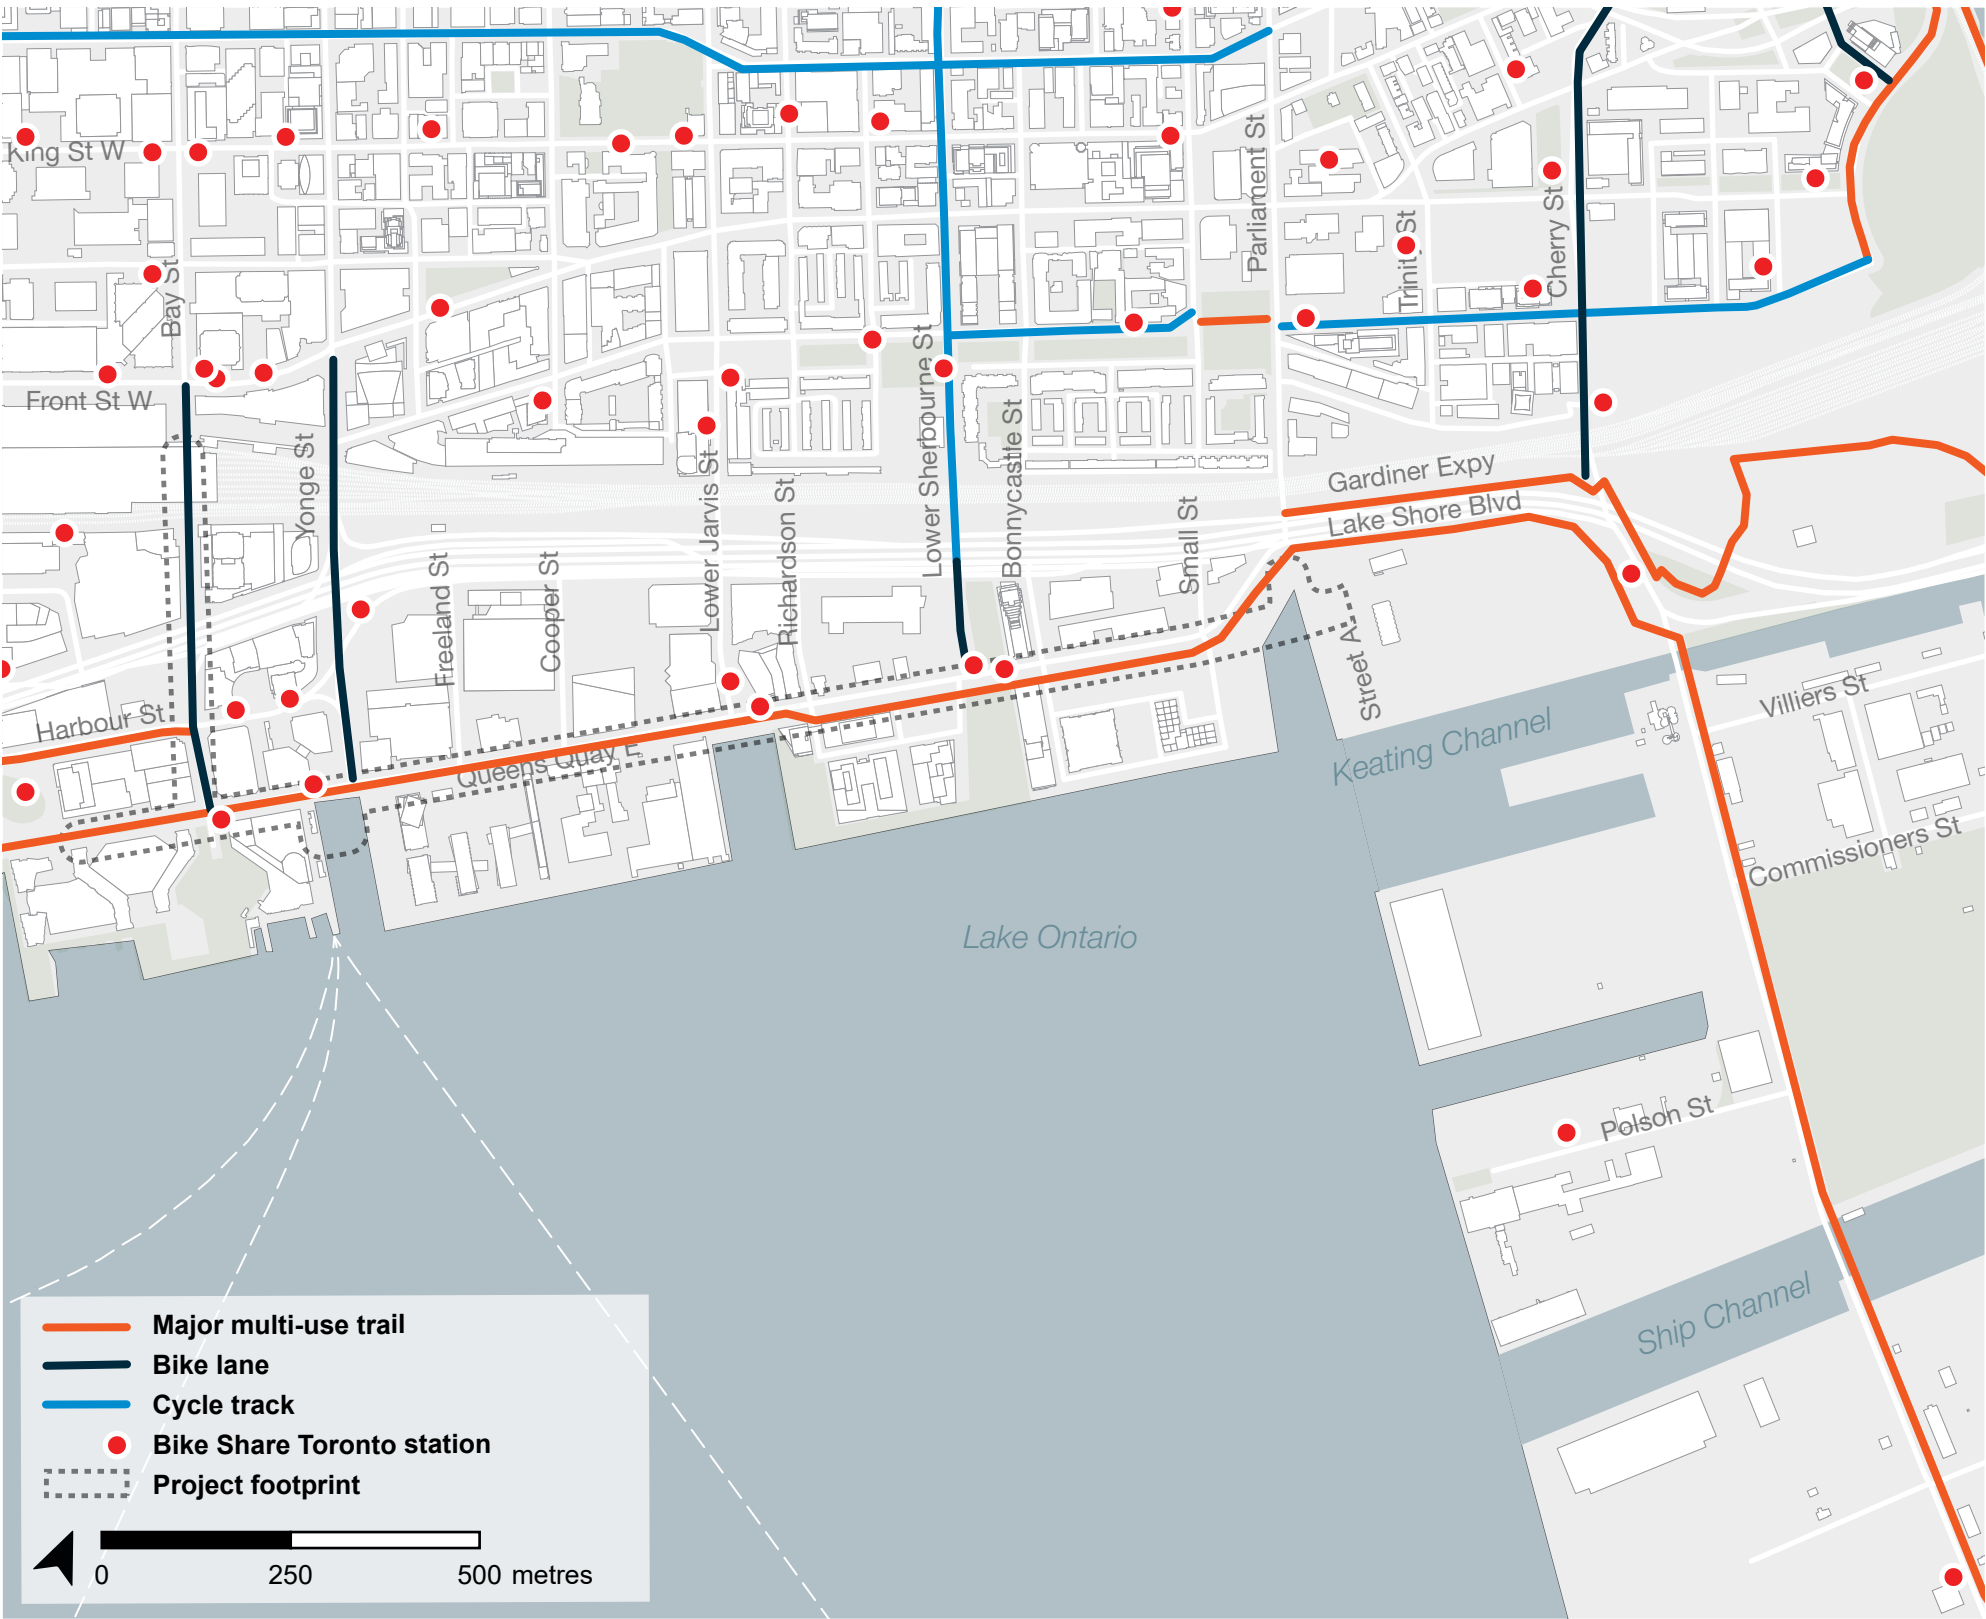 King St W
Bay St
Front St W
Yonge St
Freeland St
Cooper St
Lower Jarvis St
Richardson St
Lower Sherbourne St
Bonnycastle St
Small St
Parliament St
Trinity St
Cherry St
Gardiner Expy
Lake Shore Blvd
Harbour St
Queens Quay E
Street A
Keating Channel
Villiers St
Commissioners St
Lake Ontario
Polson St
Ship Channel
Major multi-use trail
Bike lane
Cycle track
Bike Share Toronto station
Project footprint
0 250 500 metres